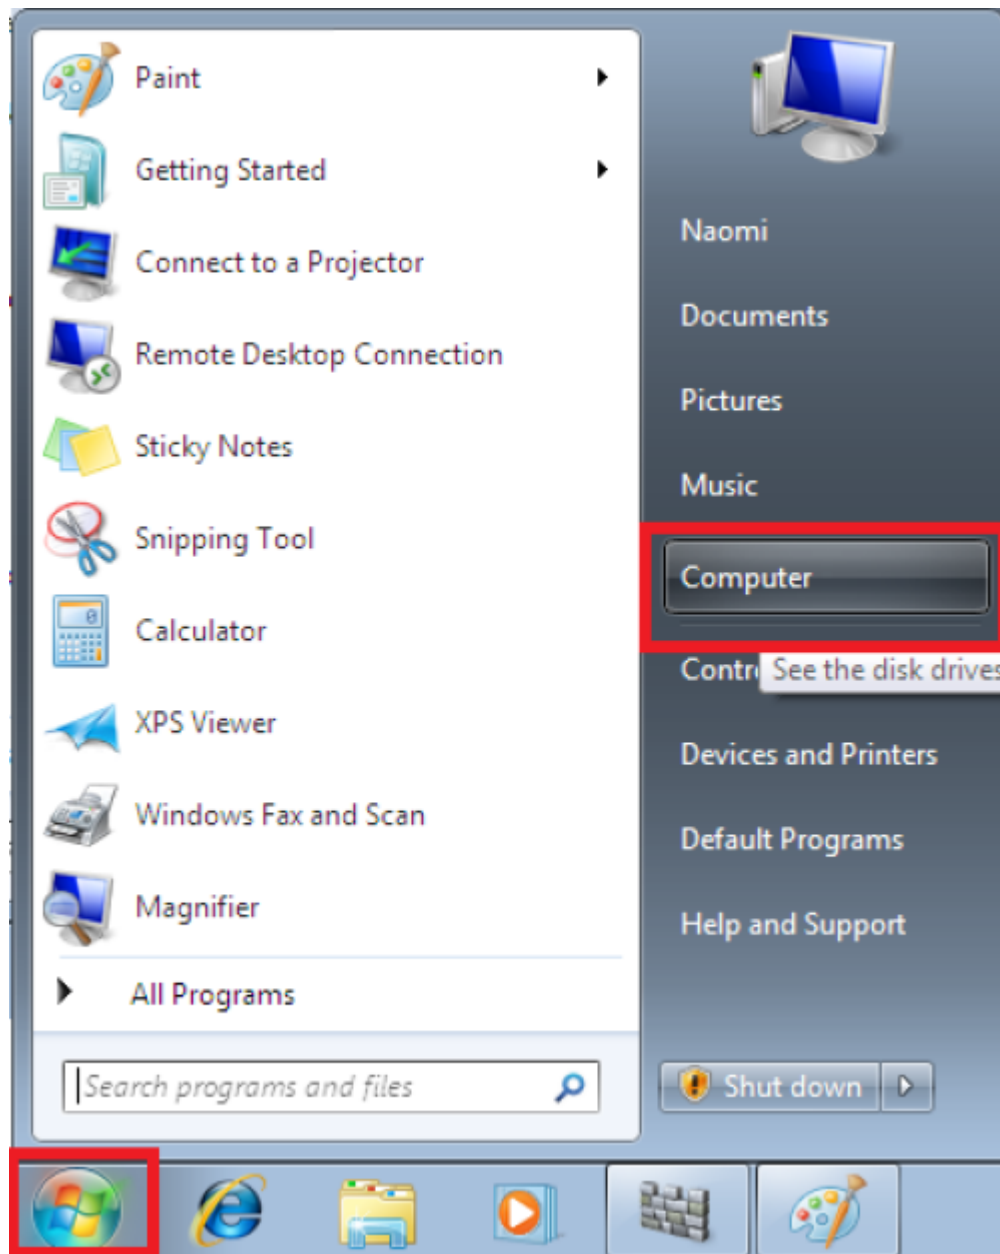 Paint
Getting Started
Connect to a Projector
Remote Desktop Connection
Sticky Notes
Snipping Tool
Calculator
XPS Viewer
Windows Fax and Scan
Magnifier
All Programs
Search programs and files
Naomi
Documents
Pictures
Music
Computer
Contr
See the disk drives
Devices and Printers
Default Programs
Help and Support
Shut down